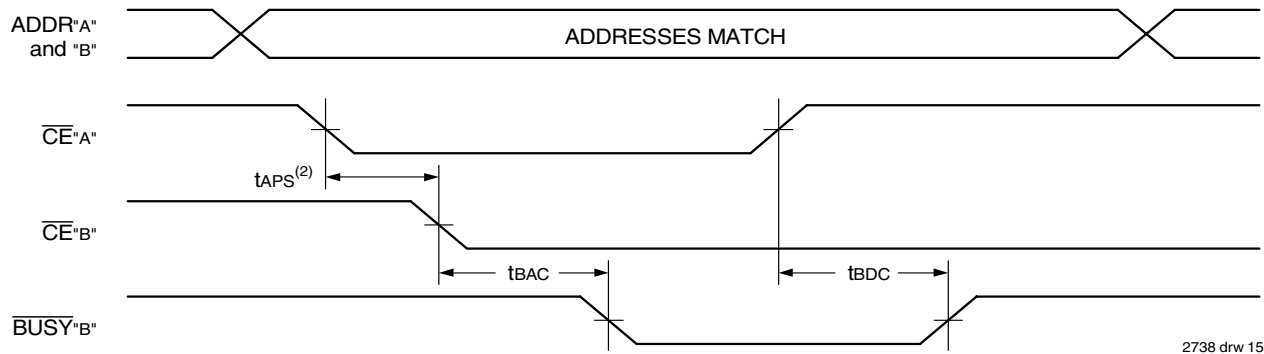 ADDR"A"
and "B"
ADDRESSES MATCH
CE"A"
tAPS(2)
CE"B"
tBAC
tBDC
BUSY"B"
2738 drw 15